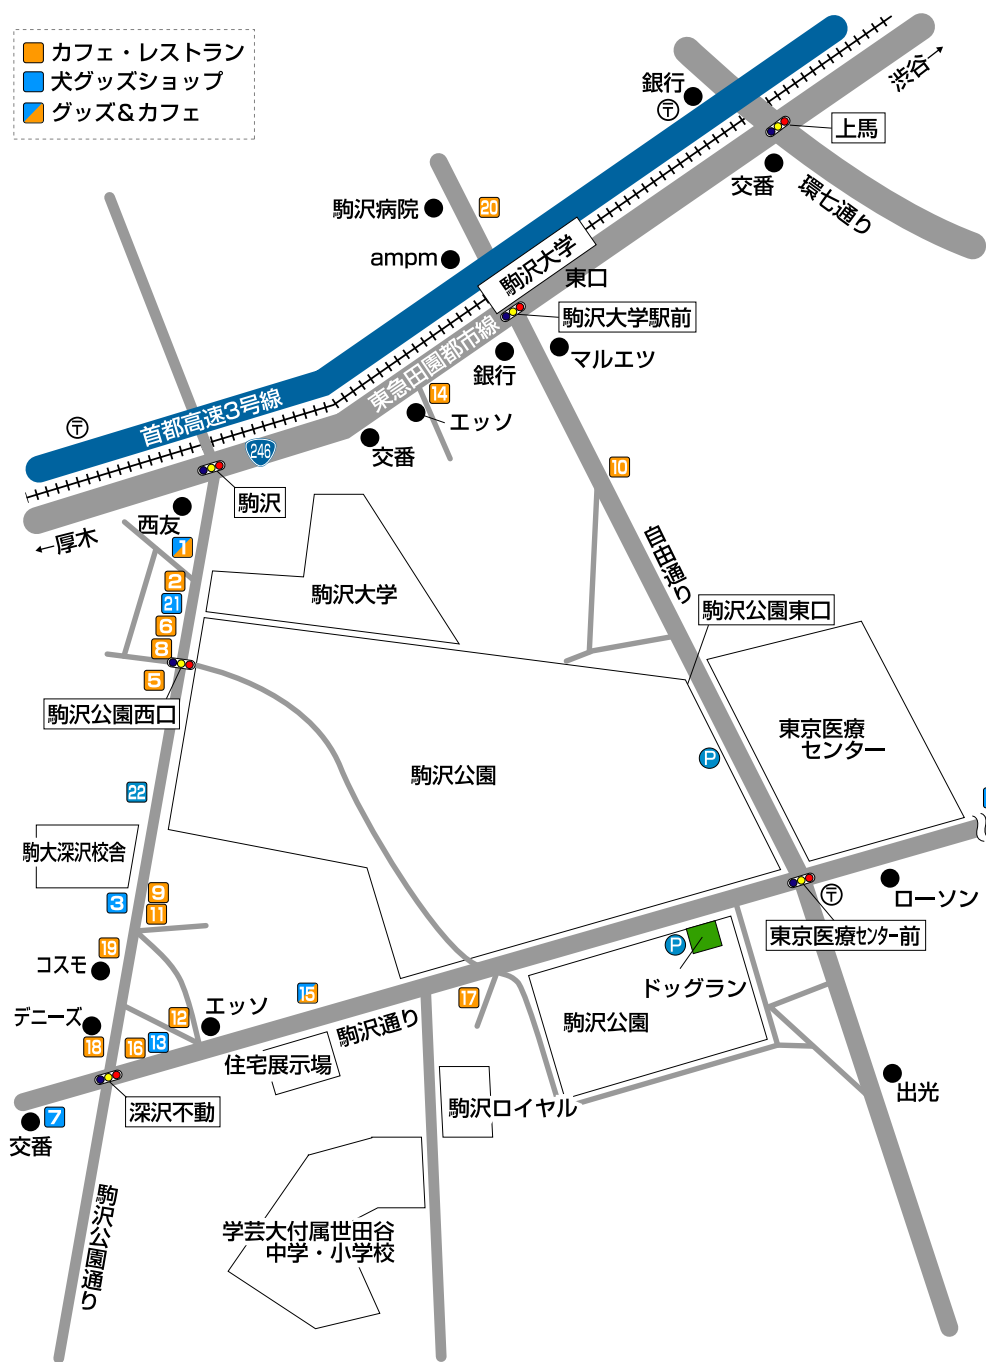 カフェ・レストラン
犬グッズショップ
グッズ&カフェ
渋谷
銀行
〒
上馬
交番
環七通り
駒沢病院
20
ampm
駒沢大学
東口
駒沢大学駅前
東急田園都市線
銀行
マルエツ
14
エッソ
交番
首都高速3号線
〒
246
駒沢
10
西友
厚木
1
2
21
6
8
5
駒沢大学
自由通り
駒沢公園東口
駒沢公園西口
東京医療
センター
P
駒沢公園
22
駒大深沢校舎
3
9
11
〒
ローソン
東京医療センター前
19
コスモ
P
ドッグラン
デニーズ
12
エッソ
15
17
駒沢通り
駒沢公園
18
16
13
住宅展示場
深沢不動
駒沢ロイヤル
出光
7
交番
駒沢公園通り
学芸大付属世田谷
中学・小学校